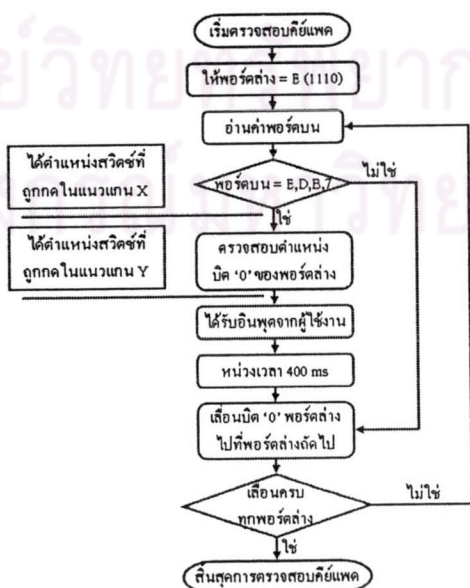 เริ่มตรวจสอบคีย์แพด
ให้พอร์ตล่าง = E (1110)
อ่านค่าพอร์ตบน
ได้ตำแหน่งสวิตช์ที่
ถูกกดในแนวแกน X
พอร์ตบน = E,D,B,7
ไม่ใช่
ใช่
ได้ตำแหน่งสวิตช์ที่
ถูกกดในแนวแกน Y
ตรวจสอบตำแหน่ง
บิต ‘0’ ของพอร์ตล่าง
ได้รับอินพุตจากผู้ใช้งาน
หน่วงเวลา 400 ms
เลื่อนบิต ‘0’ พอร์ตล่าง
ไปที่พอร์ตล่างถัดไป
เลื่อนครบ
ทุกพอร์ตล่าง
ไม่ใช่
ใช่
สิ้นสุดการตรวจสอบคีย์แพด